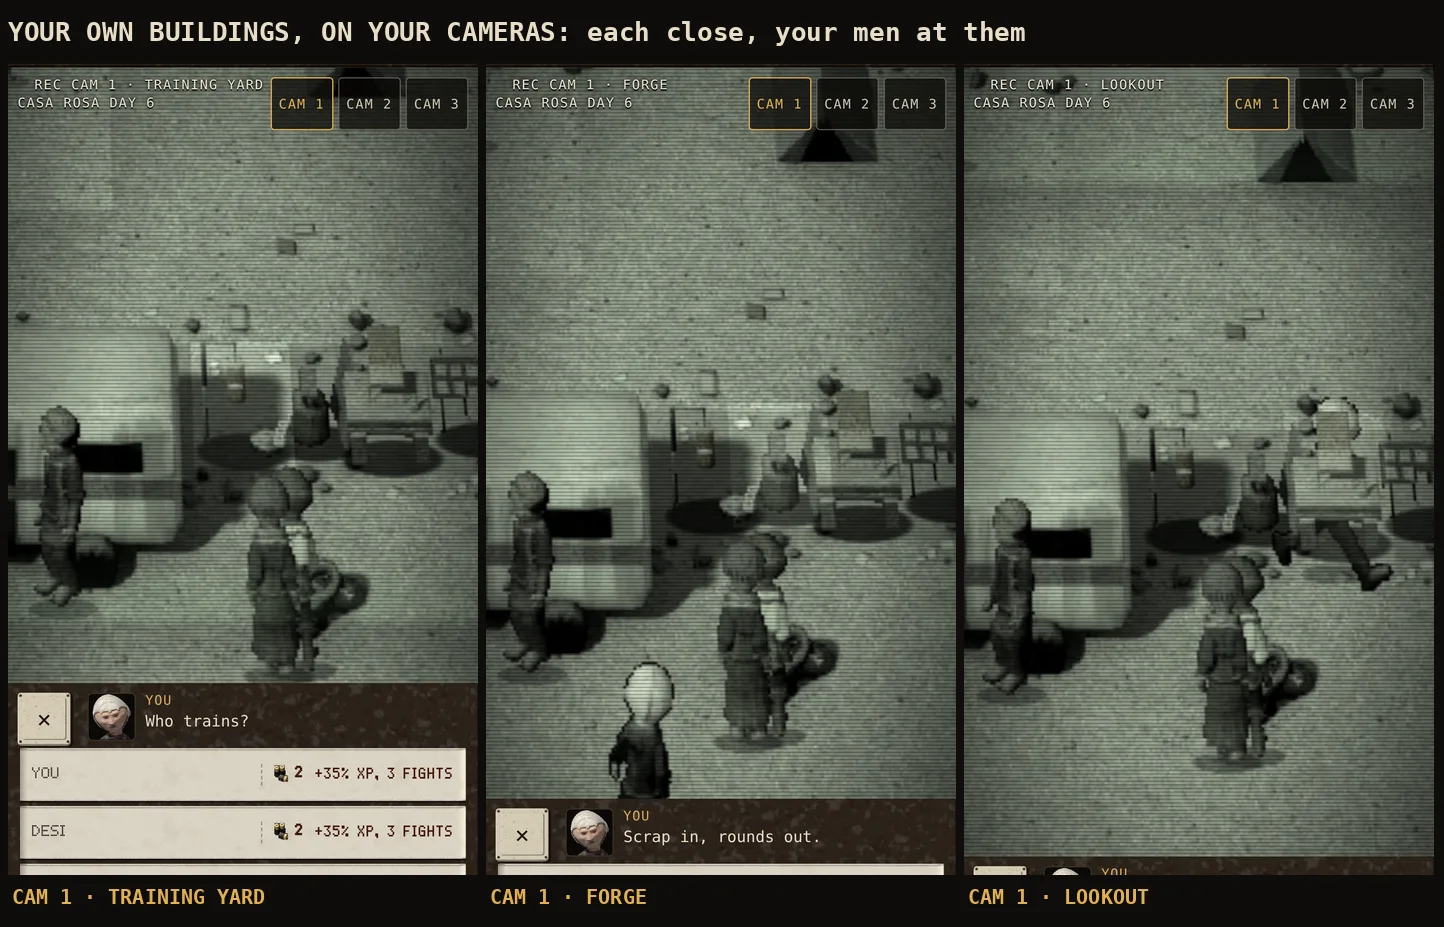 YOUR OWN BUILDINGS, ON YOUR CAMERAS: each close, your men at them
REC CAM 1 · TRAINING YARD
CASA ROSA DAY 6
CAM 1
CAM 2
CAM 3
YOU
Who trains?
×
YOU
2 +35% XP, 3 FIGHTS
DESI
2 +35% XP, 3 FIGHTS
CAM 1 · TRAINING YARD
REC CAM 1 · FORGE
CASA ROSA DAY 6
CAM 1
CAM 2
CAM 3
YOU
Scrap in, rounds out.
×
CAM 1 · FORGE
REC CAM 1 · LOOKOUT
CASA ROSA DAY 6
CAM 1
CAM 2
CAM 3
YOU
CAM 1 · LOOKOUT